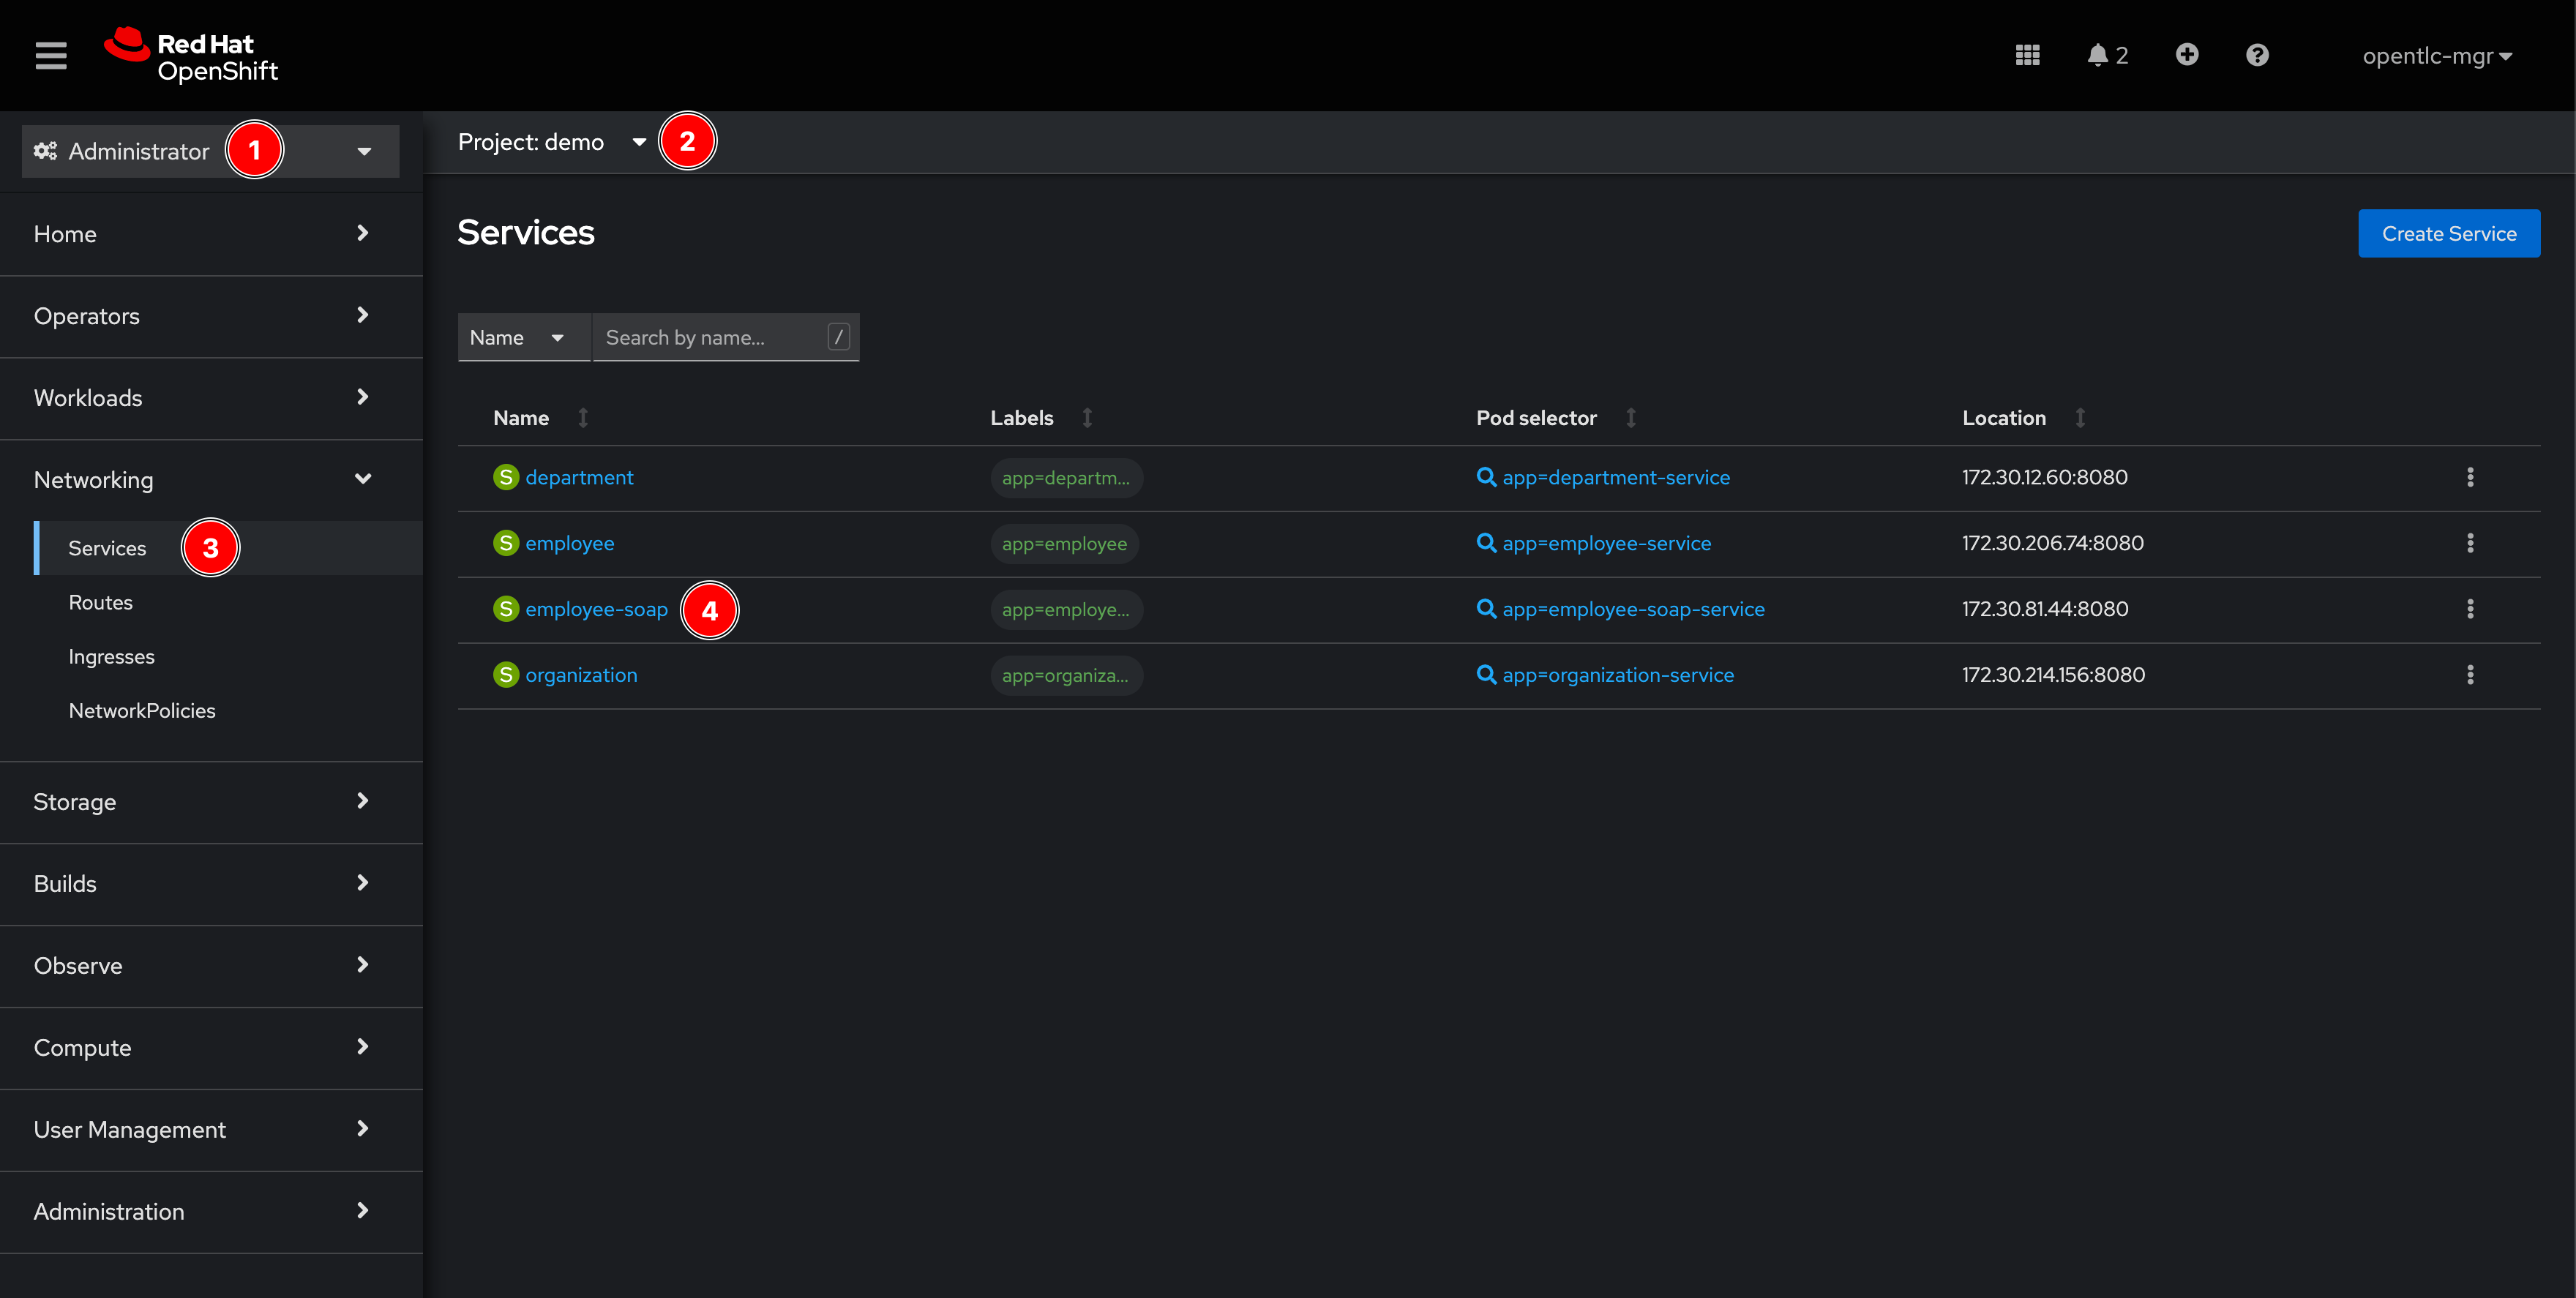 Red Hat
OpenShift
2
opentlc-mgr
Administrator
1
Project: demo
2
Home
Operators
Workloads
Networking
Services
3
Routes
Ingresses
NetworkPolicies
Storage
Builds
Observe
Compute
User Management
Administration
Services
Create Service
Name
Search by name...
/
Name
Labels
Pod selector
Location
S department
app=departm...
app=department-service
172.30.12.60:8080
S employee
app=employee
app=employee-service
172.30.206.74:8080
S employee-soap
4
app=employe...
app=employee-soap-service
172.30.81.44:8080
S organization
app=organiza...
app=organization-service
172.30.214.156:8080